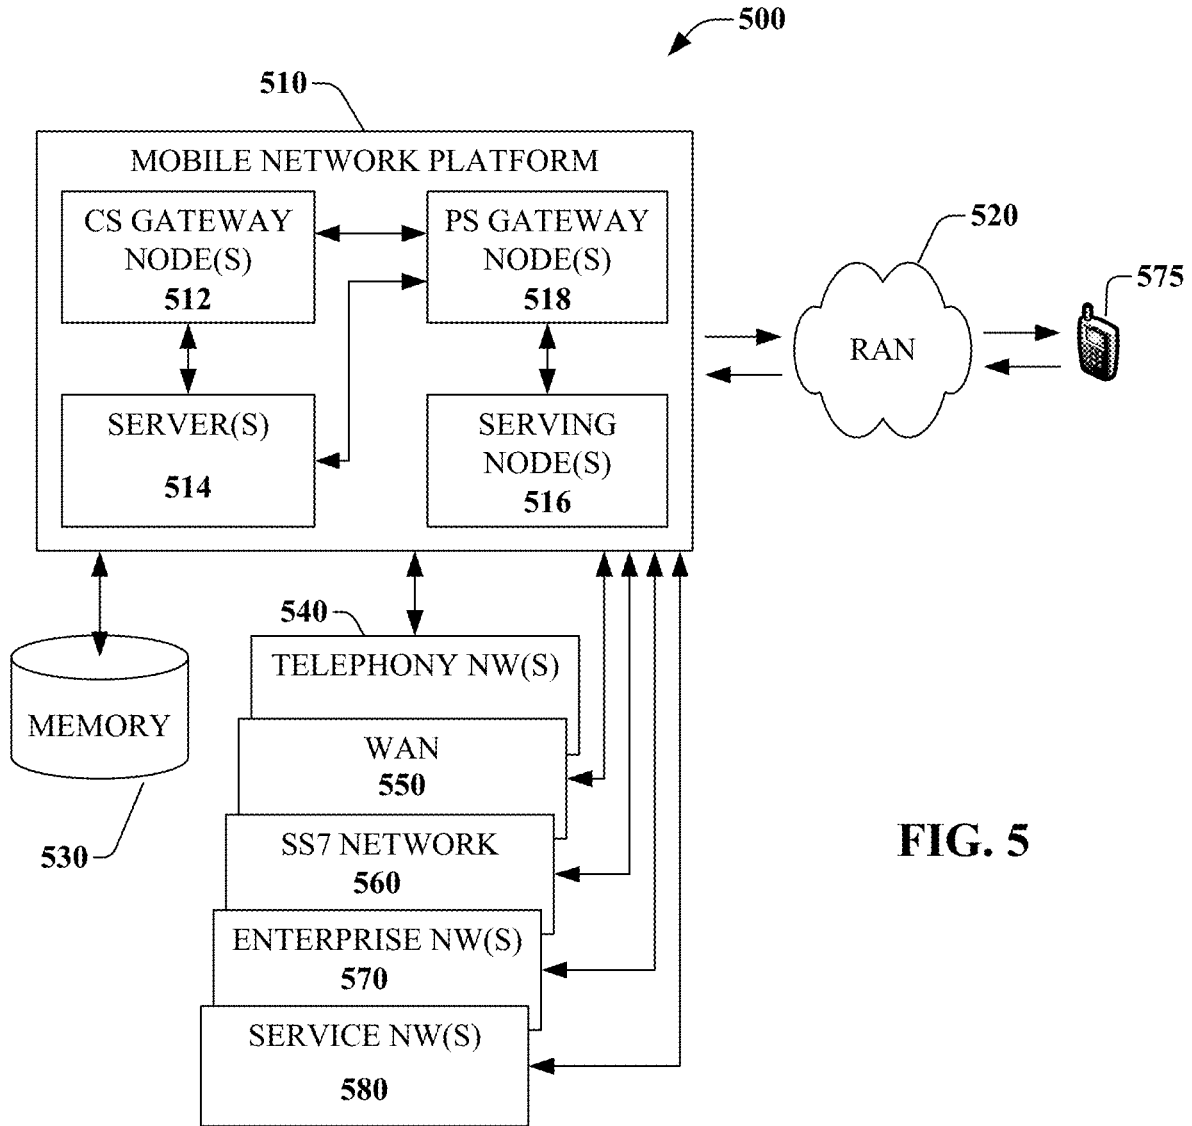 500
510
MOBILE NETWORK PLATFORM
CS GATEWAY
NODE(S)
512
PS GATEWAY
NODE(S)
518
SERVER(S)
514
SERVING
NODE(S)
516
520
RAN
575
540
TELEPHONY NW(S)
MEMORY
530
WAN
550
SS7 NETWORK
560
ENTERPRISE NW(S)
570
SERVICE NW(S)
580
FIG. 5